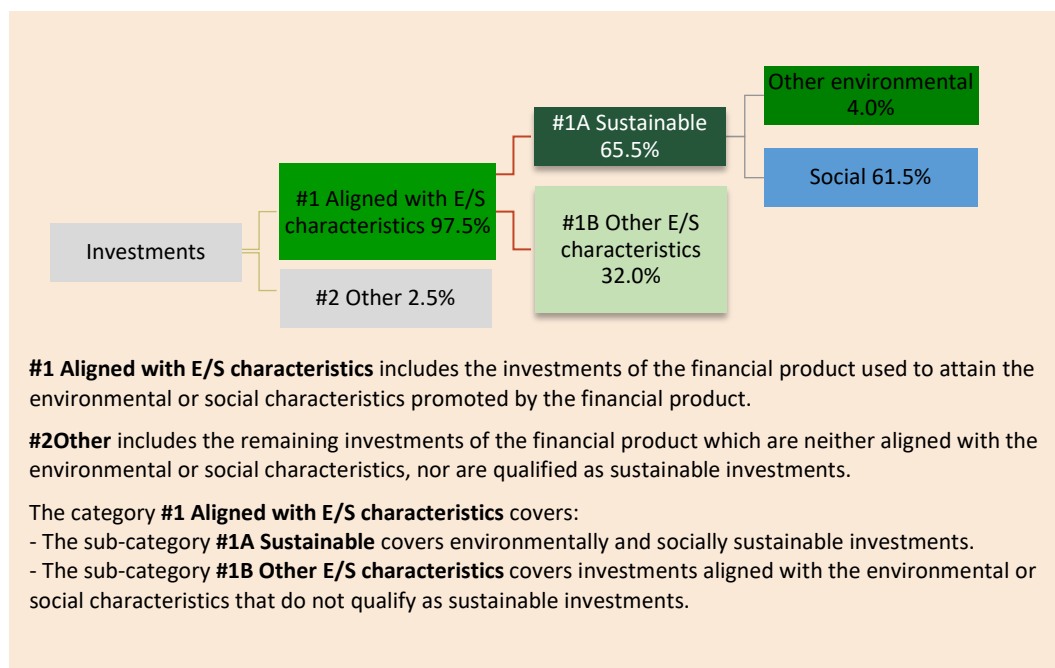 Other environmental
4.0%
#1A Sustainable
65.5%
Social 61.5%
#1 Aligned with E/S
characteristics 97.5%
#1B Other E/S
characteristics
32.0%
Investments
#2 Other 2.5%
#1 Aligned with E/S characteristics includes the investments of the financial product used to attain the
environmental or social characteristics promoted by the financial product.
#2Other includes the remaining investments of the financial product which are neither aligned with the
environmental or social characteristics, nor are qualified as sustainable investments.
The category #1 Aligned with E/S characteristics covers:
- The sub-category #1A Sustainable covers environmentally and socially sustainable investments.
- The sub-category #1B Other E/S characteristics covers investments aligned with the environmental or
social characteristics that do not qualify as sustainable investments.